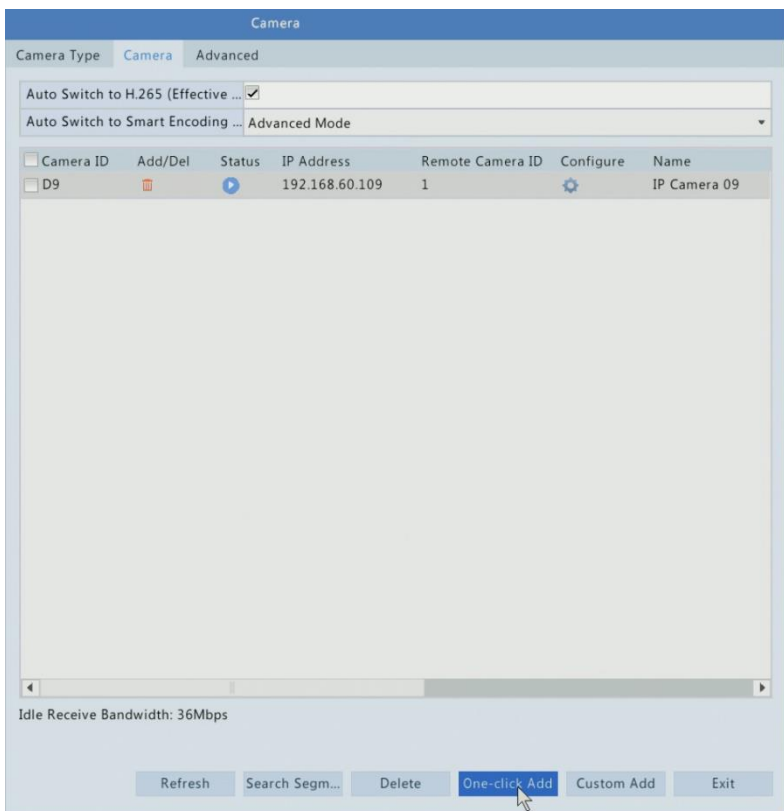 Camera
Camera Type Camera Advanced
Auto Switch to H.265 (Effective ...
Auto Switch to Smart Encoding ... Advanced Mode
Camera ID Add/Del Status IP Address Remote Camera ID Configure Name
D9 192.168.60.109 1 IP Camera 09
Idle Receive Bandwidth: 36Mbps
Refresh Search Segm... Delete One-click Add Custom Add Exit